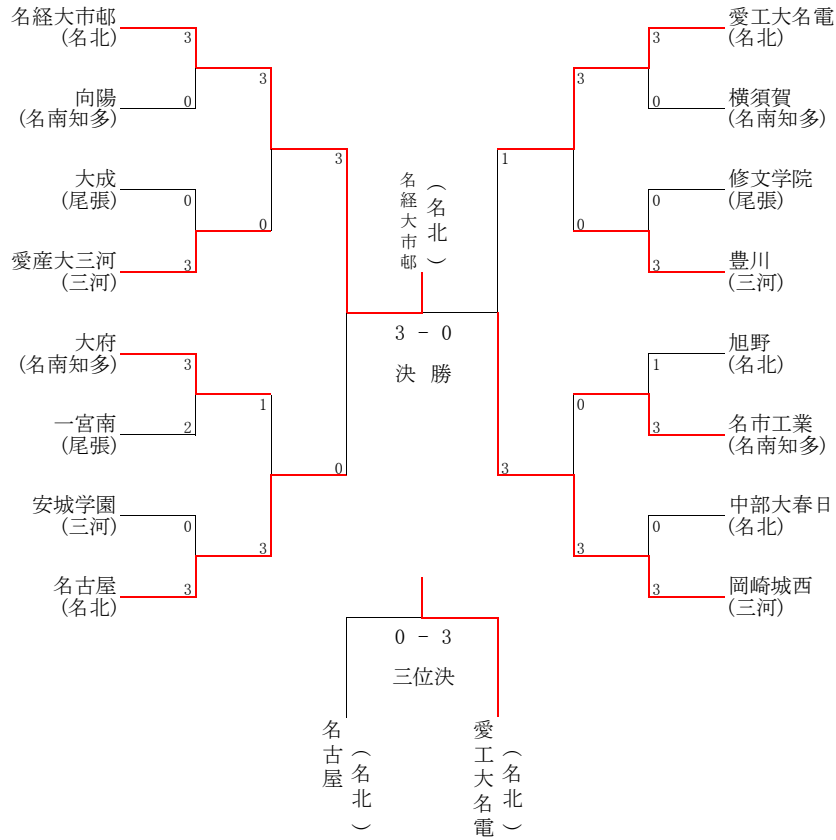 名経大市邨
(名北)
3
3
向陽
(名南知多)
0
3
大成
(尾張)
0
0
愛産大三河
(三河)
3
大府
(名南知多)
3
1
一宮南
(尾張)
2
0
安城学園
(三河)
0
3
名古屋
(名北)
3
名経大市邨
(名北)
3 - 0
決 勝
愛工大名電
(名北)
3
3
横須賀
(名南知多)
0
1
修文学院
(尾張)
0
0
豊川
(三河)
3
旭野
(名北)
1
0
名市工業
(名南知多)
3
3
中部大春日
(名北)
0
3
岡崎城西
(三河)
3
0 - 3
三位決
名古屋
(名北)
愛工大名電
(名北)